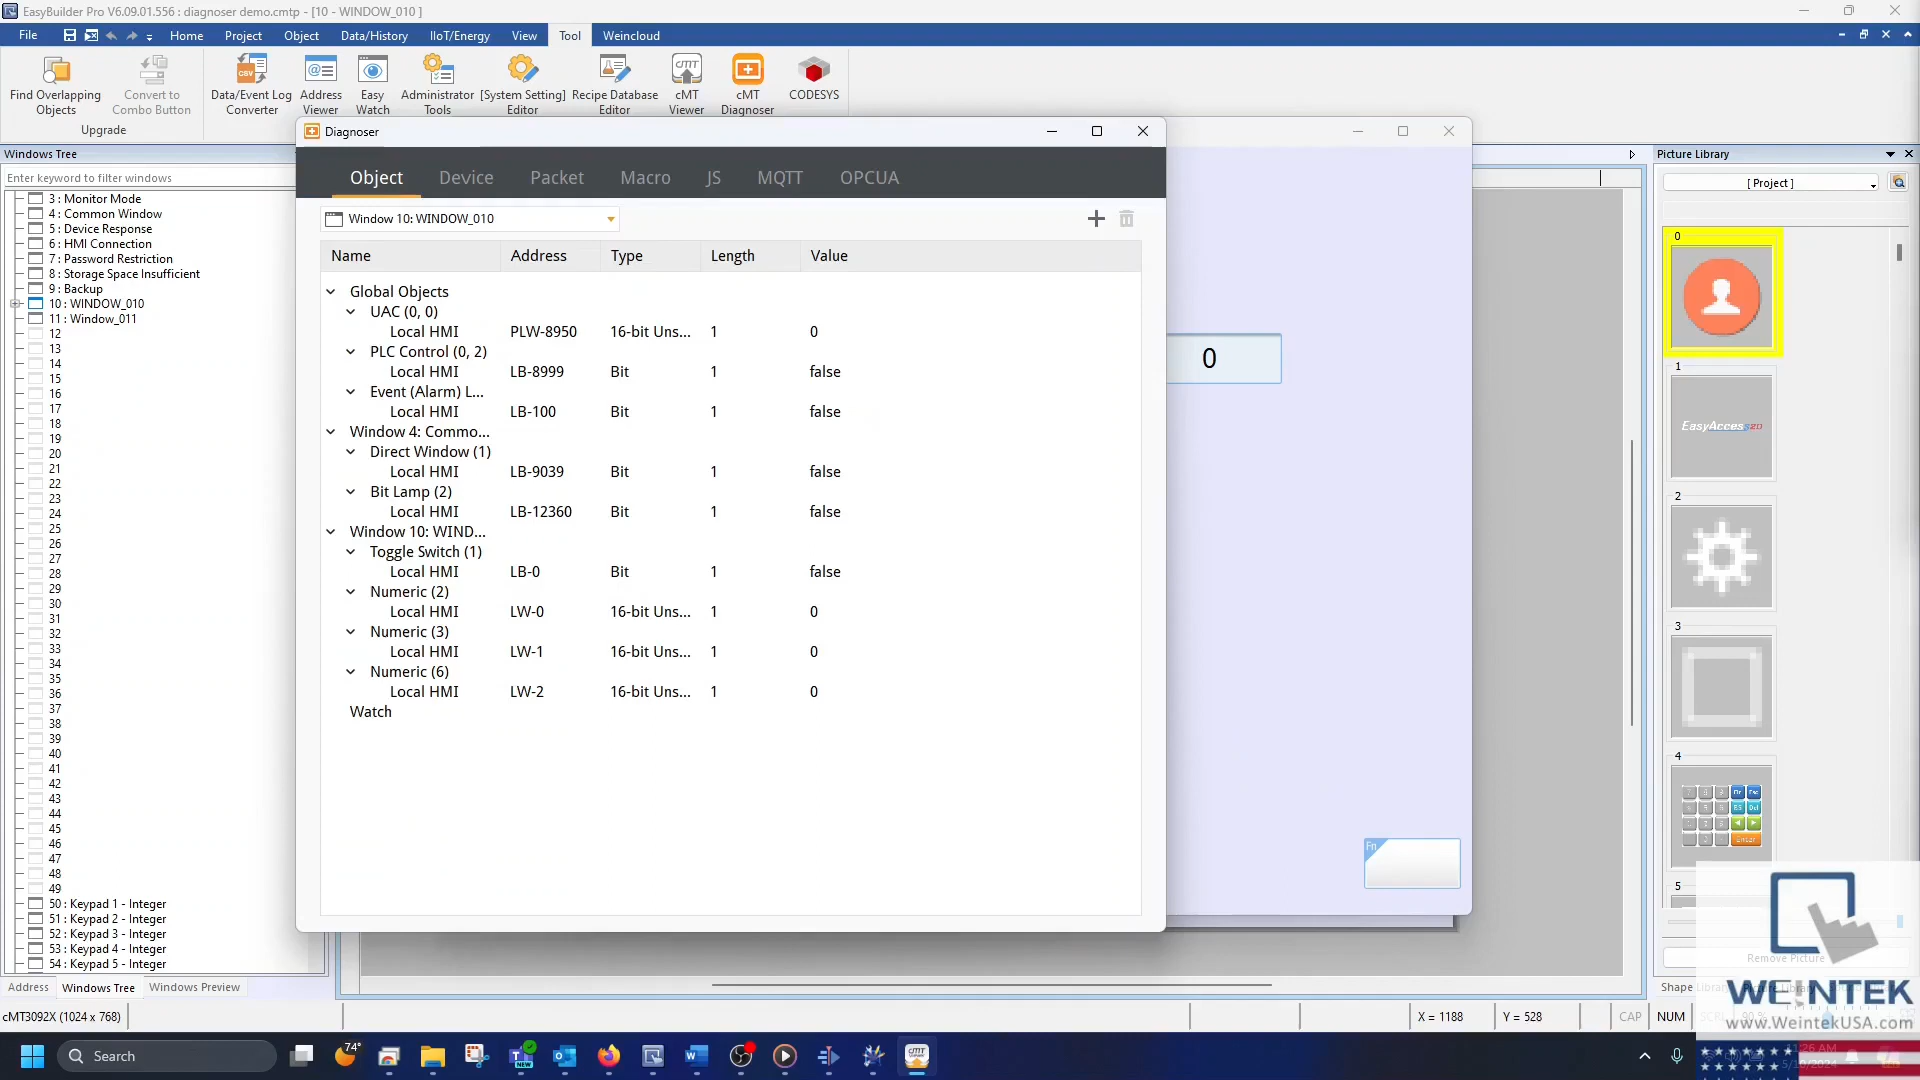 EasyBuilder Pro V6.09.01.556 : diagnoser demo.cmtp - [10 - WINDOW_010 ]
File Home Project Object Data/History IIoT/Energy View Tool Weincloud
Find Overlapping Objects
Convert to Combo Button
Data/Event Log Converter
Address Viewer
Easy Watch
Administrator Tools
[System Setting] Editor
Recipe Database Editor
cMT Viewer
cMT Diagnoser
CODESYS
Upgrade
Windows Tree
Enter keyword to filter windows
3 : Monitor Mode
4 : Common Window
5 : Device Response
6 : HMI Connection
7 : Password Restriction
8 : Storage Space Insufficient
9 : Backup
10 : WINDOW_010
11 : Window_011
12
13
14
15
16
17
18
19
20
21
22
23
24
25
26
27
28
29
30
31
32
33
34
35
36
37
38
39
40
41
42
43
44
45
46
47
48
49
50 : Keypad 1 - Integer
51 : Keypad 2 - Integer
52 : Keypad 3 - Integer
53 : Keypad 4 - Integer
54 : Keypad 5 - Integer
Address Windows Tree Windows Preview
Diagnoser
Object Device Packet Macro JS MQTT OPCUA
Window 10: WINDOW_010
Name Address Type Length Value
Global Objects
UAC (0, 0)
Local HMI PLW-8950 16-bit Uns... 1 0
PLC Control (0, 2)
Local HMI LB-8999 Bit 1 false
Event (Alarm) L...
Local HMI LB-100 Bit 1 false
Window 4: Commo...
Direct Window (1)
Local HMI LB-9039 Bit 1 false
Bit Lamp (2)
Local HMI LB-12360 Bit 1 false
Window 10: WIND...
Toggle Switch (1)
Local HMI LB-0 Bit 1 false
Numeric (2)
Local HMI LW-0 16-bit Uns... 1 0
Numeric (3)
Local HMI LW-1 16-bit Uns... 1 0
Numeric (6)
Local HMI LW-2 16-bit Uns... 1 0
Watch
0
Fn
Picture Library
[ Project ]
0
1
EasyAccess 2.0
2
3
4
5
Remove Picture
Shape Library
WEINTEK
www.WeintekUSA.com
cMT3092X (1024 x 768)
X = 1188 Y = 528 CAP NUM
Search
74°
NEW
11:26 AM